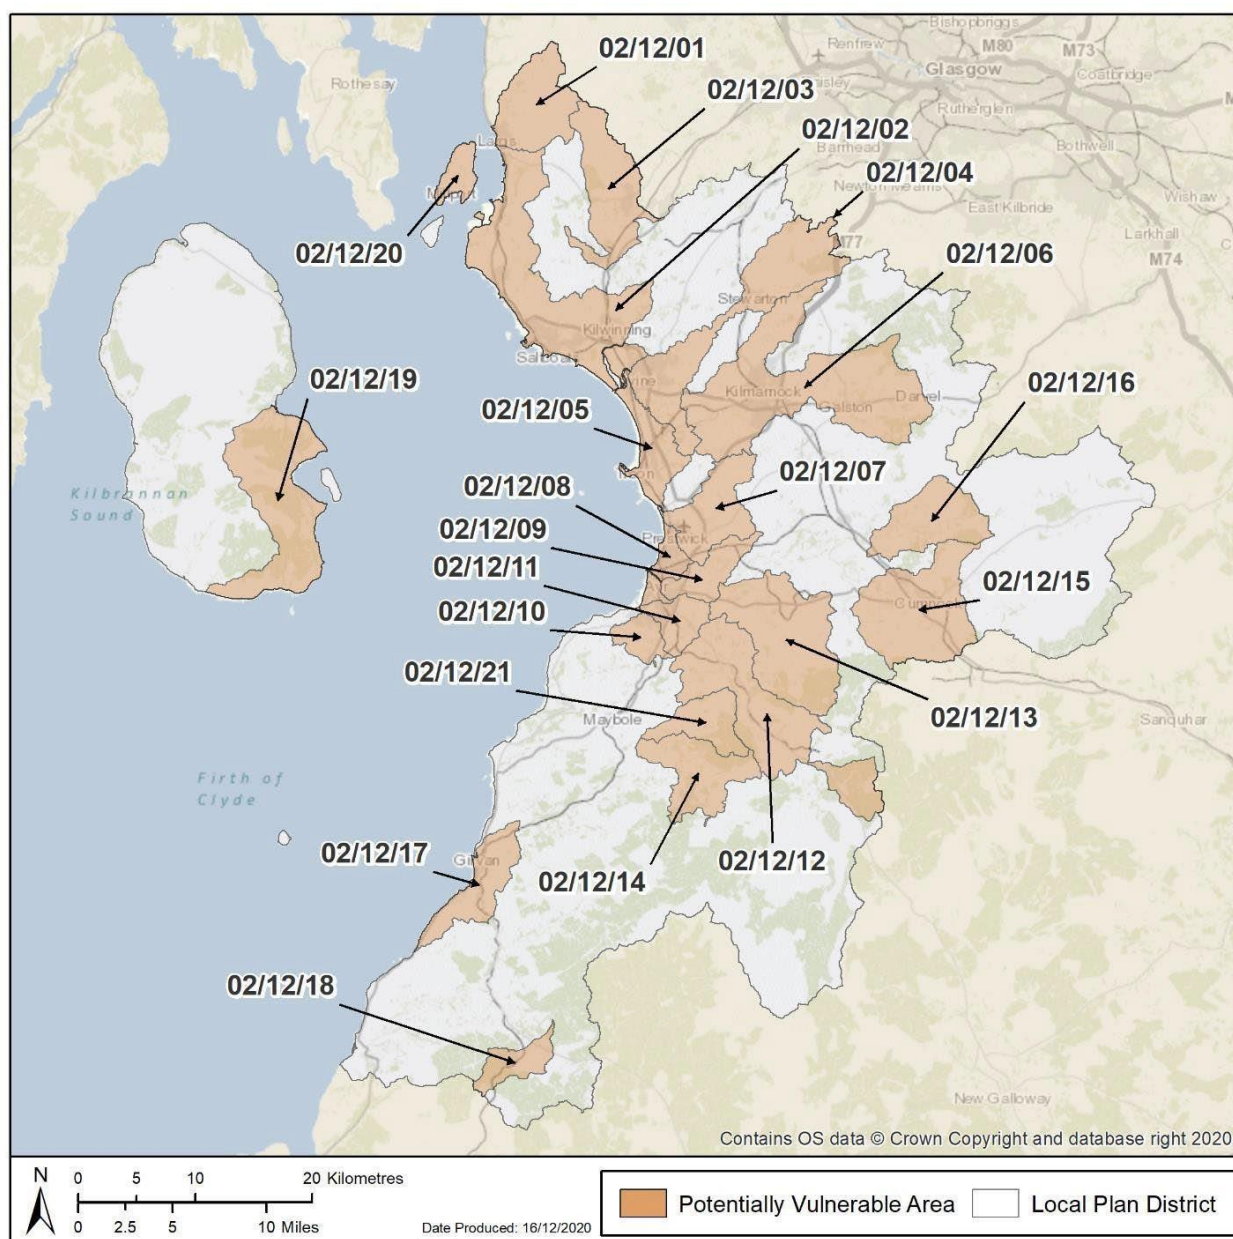 Bishopbriggs
02/12/01
Renfrew
M80
M73
Glasgow
Coatbridge
Rothesay
02/12/03
Rutherglen
02/12/02
Barrhead
Bothwell
Largs
02/12/04
Newton Mearns
Wishaw
East Kilbride
02/12/20
M77
Larkhall
M74
02/12/06
Stewarton
Kilwinning
02/12/19
Kilmarnock
Galston
Darvel
02/12/16
02/12/05
Kilbrannan
Sound
02/12/08
02/12/07
02/12/09
Prestwick
02/12/11
02/12/15
02/12/10
02/12/21
Maybole
02/12/13
Sanquhar
Firth of
Clyde
02/12/17
Girvan
02/12/14
02/12/12
02/12/18
New Galloway
Contains OS data © Crown Copyright and database right 2020
N
0 5 10 20 Kilometres
0 2.5 5 10 Miles
Date Produced: 16/12/2020
Potentially Vulnerable Area
Local Plan District